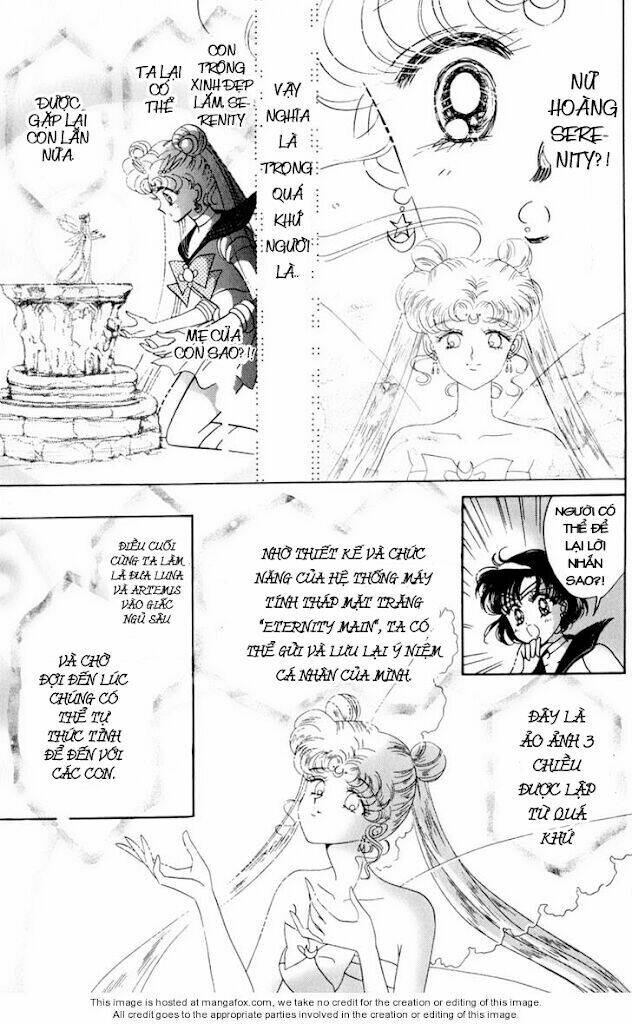 NỮ
HOÀNG
SERE-
NITY?!
VẬY
NGHĨA
LÀ
TRONG
QUÁ
KHỨ
NGƯỜI
LÀ..
CON
TRÔNG
XINH ĐẸP
LẮM SE-
RENITY
TA LẠI
CÓ
THỂ
ĐƯỢC
GẶP LẠI
CON LẦN
NỮA.
MẸ CỦA
CON SAO?!!
NGƯỜI CÓ
THỂ ĐỂ
LẠI LỜI
NHẮN
SAO?!
ĐÂY LÀ
ẢO ẢNH 3
CHIỀU
ĐƯỢC LẬP
TỪ QUÁ
KHỨ
NHỜ THIẾT KẾ VÀ CHỨC
NĂNG CỦA HỆ THỐNG MÁY
TÍNH THÁP MẶT TRĂNG
"ETERNITY MAIN", TA CÓ
THỂ GỬI VÀ LƯU LẠI Ý NIỆM
CÁ NHÂN CỦA MÌNH.
ĐIỀU CUỐI
CÙNG TA LÀM,
LÀ ĐƯA LUNA
VÀ ARTEMIS
VÀO GIẤC
NGỦ SÂU
VÀ CHỜ
ĐỢI ĐẾN LÚC
CHÚNG CÓ
THỂ TỰ
THỨC TỈNH
ĐỂ ĐẾN VỚI
CÁC CON.
This image is hosted at mangafox.com, we take no credit for the creation or editing of this image.
All credit goes to the appropriate parties involved in the creation or editing of this image.